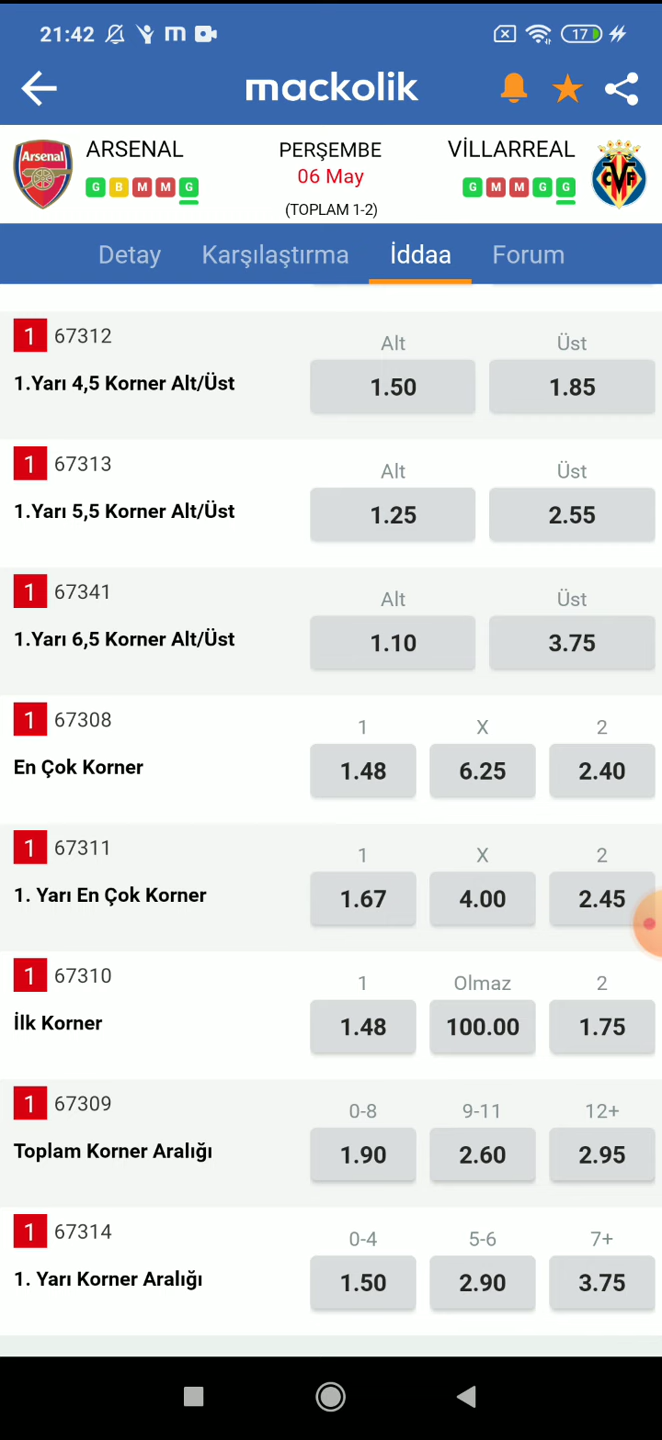 21:42 m 17
mackolik
Arsenal ARSENAL PERŞEMBE VİLLARREAL
G B M M G 06 May G M M G G
(TOPLAM 1-2)
Detay Karşılaştırma İddaa Forum
1 67312 Alt Üst
1.Yarı 4,5 Korner Alt/Üst 1.50 1.85
1 67313 Alt Üst
1.Yarı 5,5 Korner Alt/Üst 1.25 2.55
1 67341 Alt Üst
1.Yarı 6,5 Korner Alt/Üst 1.10 3.75
1 67308 1 X 2
En Çok Korner 1.48 6.25 2.40
1 67311 1 X 2
1. Yarı En Çok Korner 1.67 4.00 2.45
1 67310 1 Olmaz 2
İlk Korner 1.48 100.00 1.75
1 67309 0-8 9-11 12+
Toplam Korner Aralığı 1.90 2.60 2.95
1 67314 0-4 5-6 7+
1. Yarı Korner Aralığı 1.50 2.90 3.75